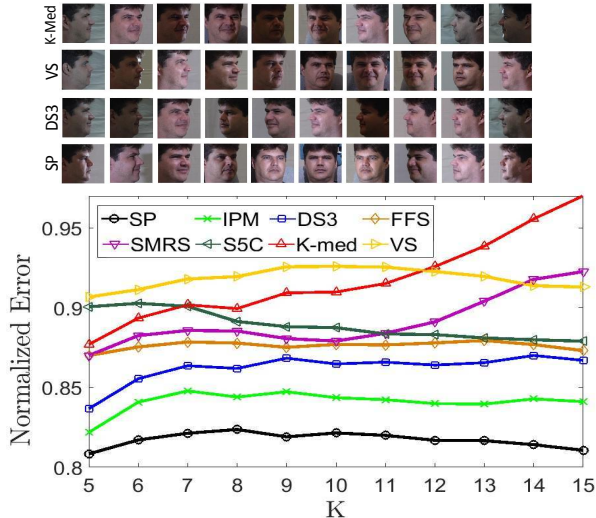 K-Med
VS
DS3
SP
0.95
0.9
0.85
0.8
Normalized Error
SP IPM DS3 FFS
SMRS S5C K-med VS
5 6 7 8 9 10 11 12 13 14 15
K